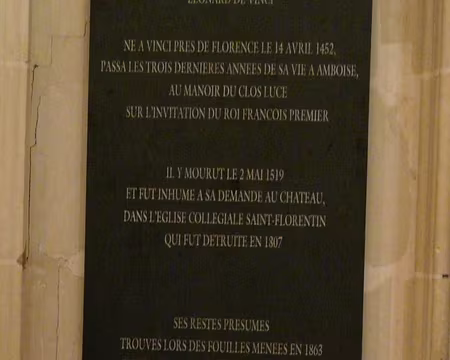 LEONARD DE VINCI
NE A VINCI PRES DE FLORENCE LE 14 AVRIL 1452,
PASSA LES TROIS DERNIERES ANNEES DE SA VIE A AMBOISE,
AU MANOIR DU CLOS LUCE
SUR L'INVITATION DU ROI FRANCOIS PREMIER
IL Y MOURUT LE 2 MAI 1519
ET FUT INHUME A SA DEMANDE AU CHATEAU,
DANS L'EGLISE COLLEGIALE SAINT-FLORENTIN
QUI FUT DETRUITE EN 1807
SES RESTES PRESUMES
TROUVES LORS DES FOUILLES MENEES EN 1863